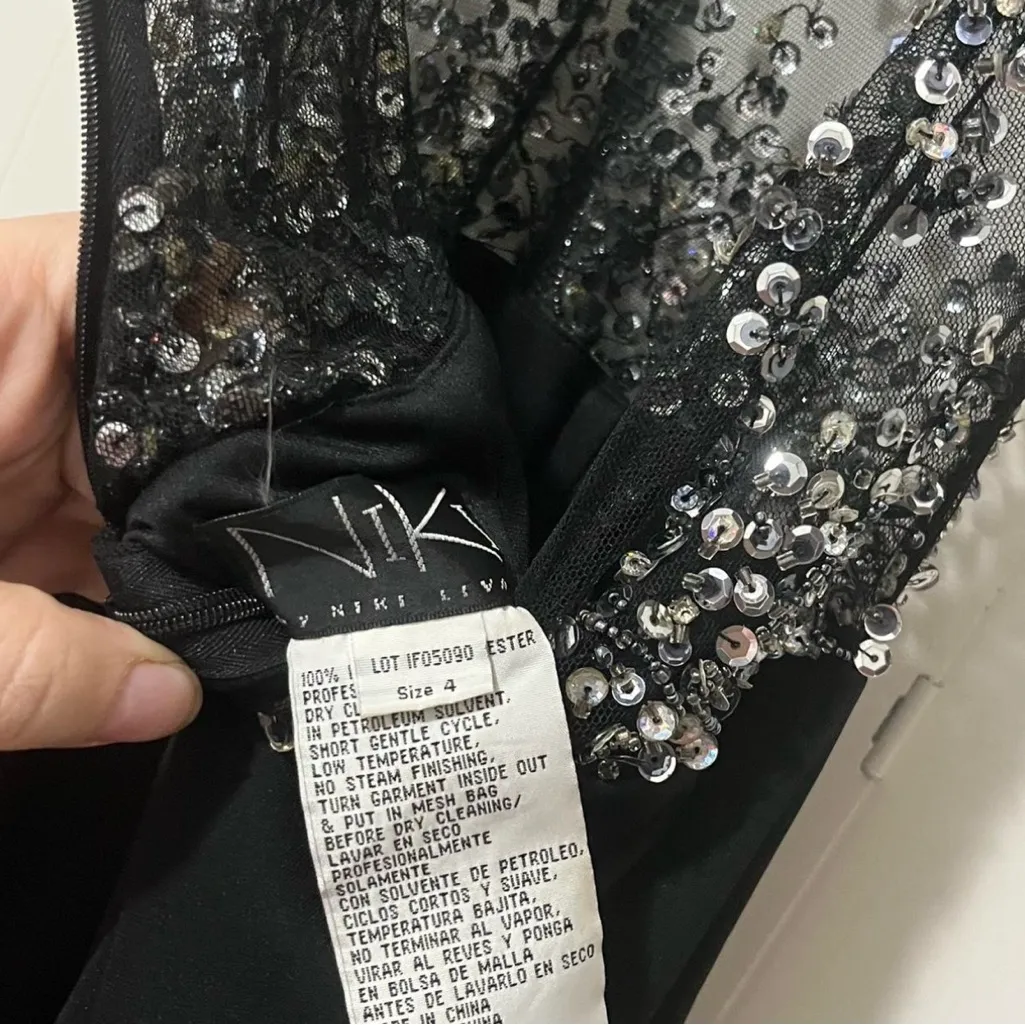 NIKI
NIKI
LOT IF05090
Size 4
100%
ESTER
PROFES
DRY CL
IN PETROLEUM SOLVENT,
SHORT GENTLE CYCLE,
LOW TEMPERATURE,
NO STEAM FINISHING,
TURN GARMENT INSIDE OUT
& PUT IN MESH BAG
BEFORE DRY CLEANING/
LAVAR EN SECO
PROFESIONALMENTE
SOLAMENTE
CON SOLVENTE DE PETROLEO,
CICLOS CORTOS Y SUAVE,
TEMPERATURA BAJITA,
NO TERMINAR AL VAPOR,
VIRAR AL REVES Y PONGA
EN BOLSA DE MALLA
ANTES DE LAVARLO EN SECO
IN CHINA